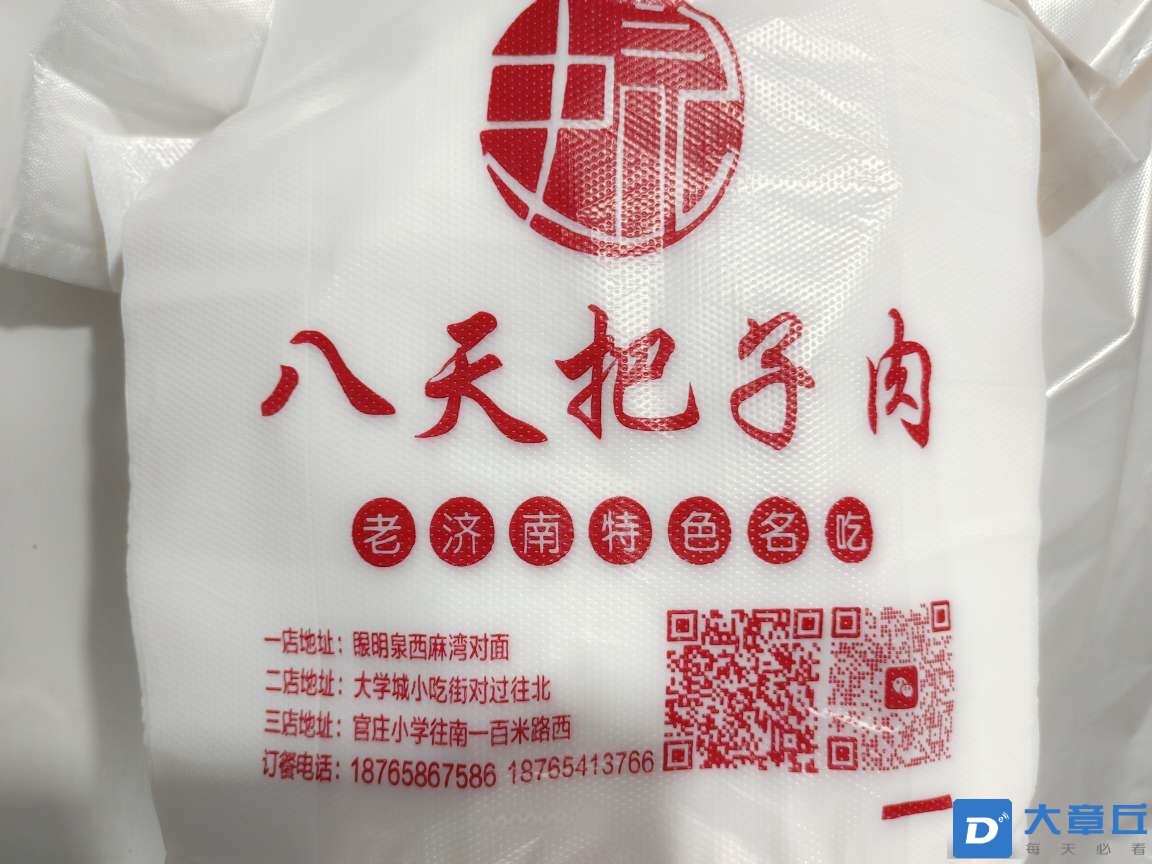 八天把子肉
老济南特色名吃
一店地址：眼明泉西麻湾对面
二店地址：大学城小吃街对过往北
三店地址：官庄小学往南一百米路西
订餐电话：18765867586 18765413766
大章丘
每天必看